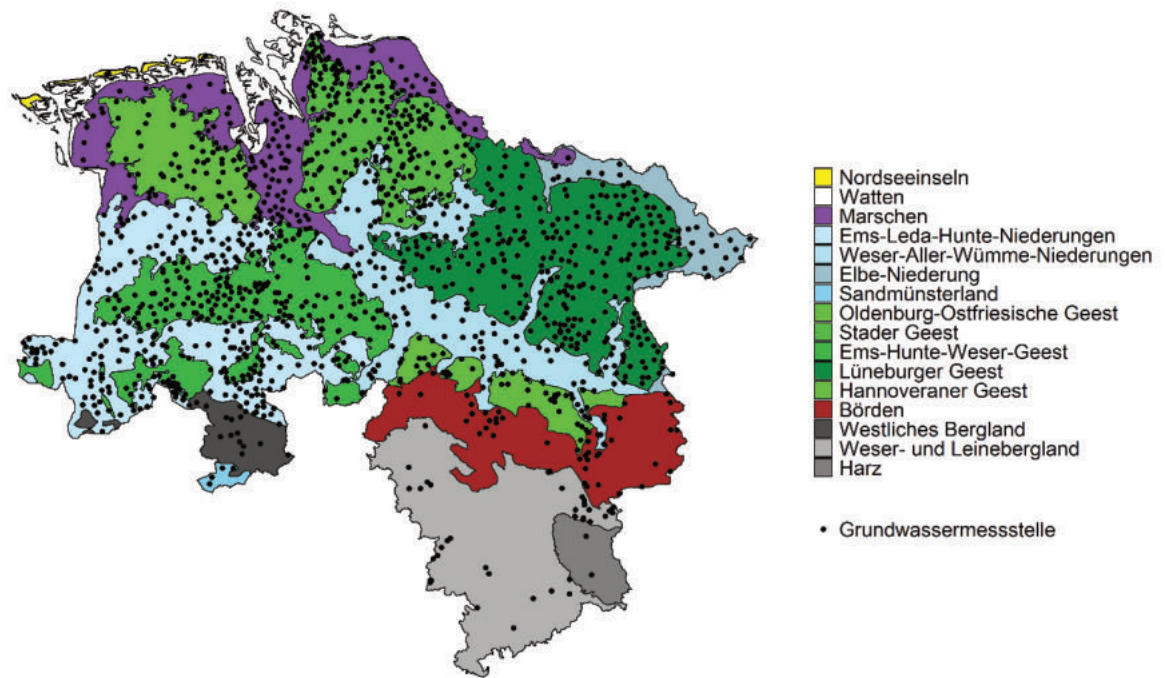 Nordseeinseln
Watten
Marschen
Ems-Leda-Hunte-Niederungen
Weser-Aller-Wümme-Niederungen
Elbe-Niederung
Sandmünsterland
Oldenburg-Ostfriesische Geest
Stader Geest
Ems-Hunte-Weser-Geest
Lüneburger Geest
Hannoveraner Geest
Börden
Westliches Bergland
Weser- und Leinebergland
Harz
Grundwassermessstelle